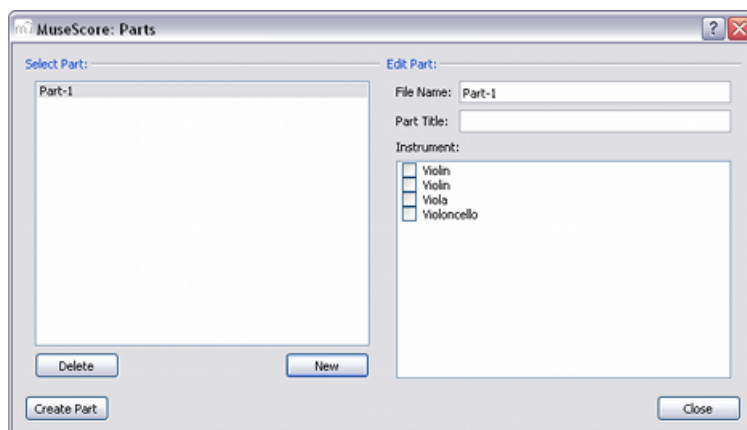 MuseScore: Parts
Select Part:
Part-1
Delete
New
Create Part
Edit Part:
File Name: Part-1
Part Title:
Instrument:
Violin
Violin
Viola
Violoncello
Close